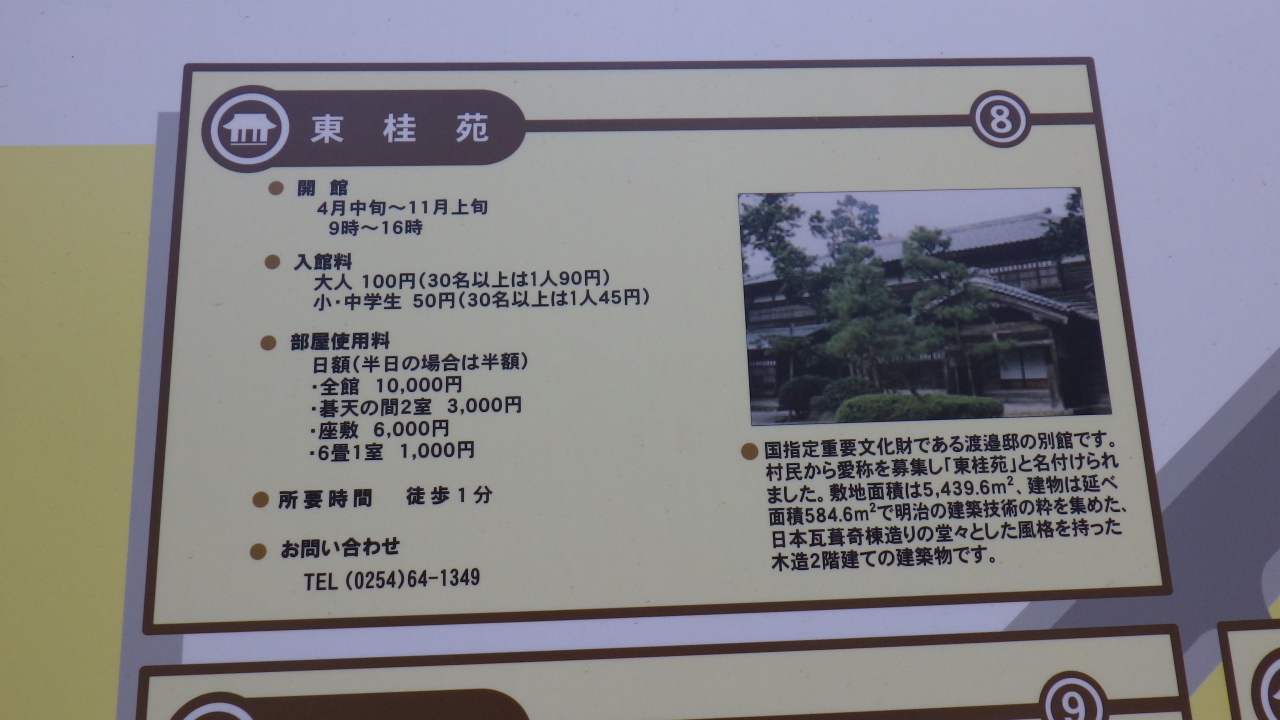 東桂苑
8
● 開館
4月中旬～11月上旬
9時～16時
● 入館料
大人 100円(30名以上は1人90円)
小・中学生 50円(30名以上は1人45円)
● 部屋使用料
日額(半日の場合は半額)
・全館 10,000円
・碁天の間2室 3,000円
・座敷 6,000円
・6畳1室 1,000円
● 所要時間 徒歩1分
● お問い合わせ
TEL (0254)64-1349
● 国指定重要文化財である渡邉邸の別館です。
村民から愛称を募集し「東桂苑」と名付けられ
ました。敷地面積は5,439.6m²、建物は延べ
面積584.6m²で明治の建築技術の粋を集めた、
日本瓦葺奇棟造りの堂々とした風格を持った
木造2階建ての建築物です。
9